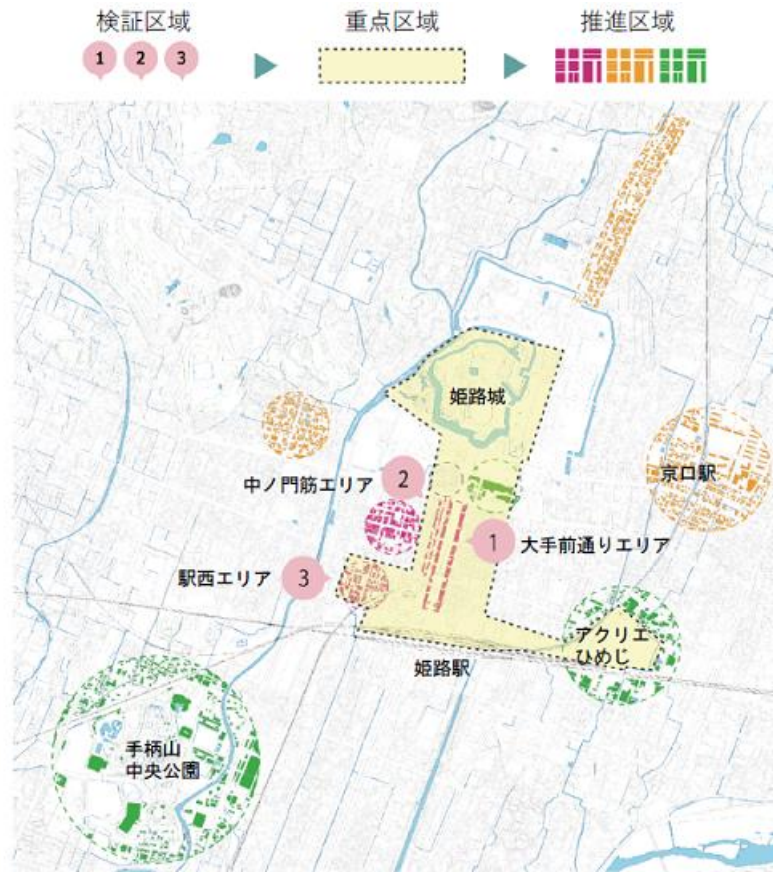 検証区域
重点区域
推進区域
1
2
3
姫路城
京口駅
中ノ門筋エリア
2
1
大手前通りエリア
駅西エリア
3
アクリエ
ひめじ
姫路駅
手柄山
中央公園